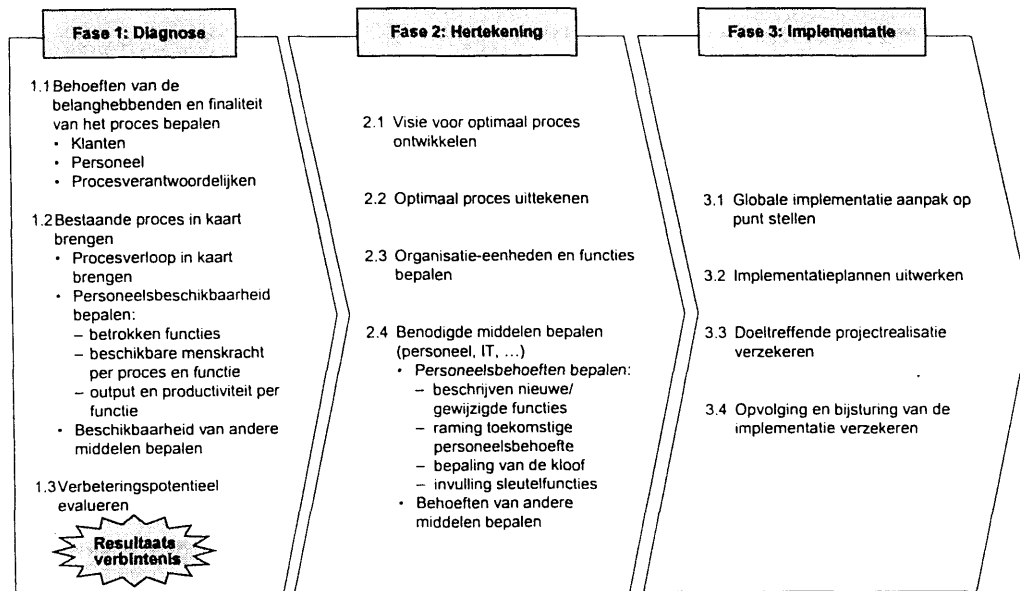 Fase 1: Diagnose
1.1 Behoeften van de
belanghebbenden en finaliteit
van het proces bepalen
• Klanten
• Personeel
• Procesverantwoordelijken
1.2 Bestaande proces in kaart
brengen
• Procesverloop in kaart
brengen
• Personeelsbeschikbaarheid
bepalen:
– betrokken functies
– beschikbare menskracht
per proces en functie
– output en productiviteit per
functie
• Beschikbaarheid van andere
middelen bepalen
1.3 Verbeteringspotentieel
evalueren
Resultaats
verbintenis
Fase 2: Hertekening
2.1 Visie voor optimaal proces
ontwikkelen
2.2 Optimaal proces uittekenen
2.3 Organisatie-eenheden en functies
bepalen
2.4 Benodigde middelen bepalen
(personeel, IT, ...)
• Personeelsbehoeften bepalen:
– beschrijven nieuwe/
gewijzigde functies
– raming toekomstige
personeelsbehoefte
– bepaling van de kloof
– invulling sleutelfuncties
• Behoeften van andere
middelen bepalen
Fase 3: Implementatie
3.1 Globale implementatie aanpak op
punt stellen
3.2 Implementatieplannen uitwerken
3.3 Doeltreffende projectrealisatie
verzekeren
3.4 Opvolging en bijsturing van de
implementatie verzekeren